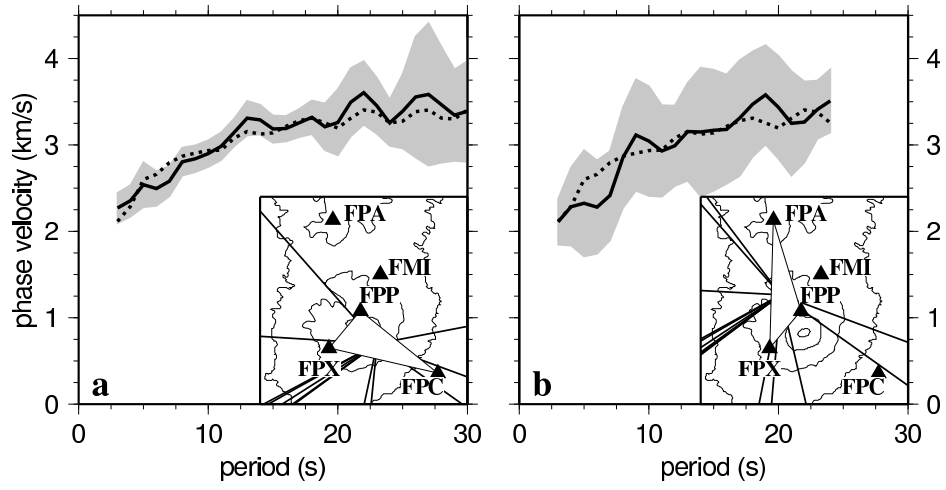 phase velocity (km/s)
4
3
2
1
0
0
10
20
30
period (s)
a
FPA
FMI
FPP
FPX
FPC
4
3
2
1
0
0
10
20
30
period (s)
b
FPA
FMI
FPP
FPX
FPC